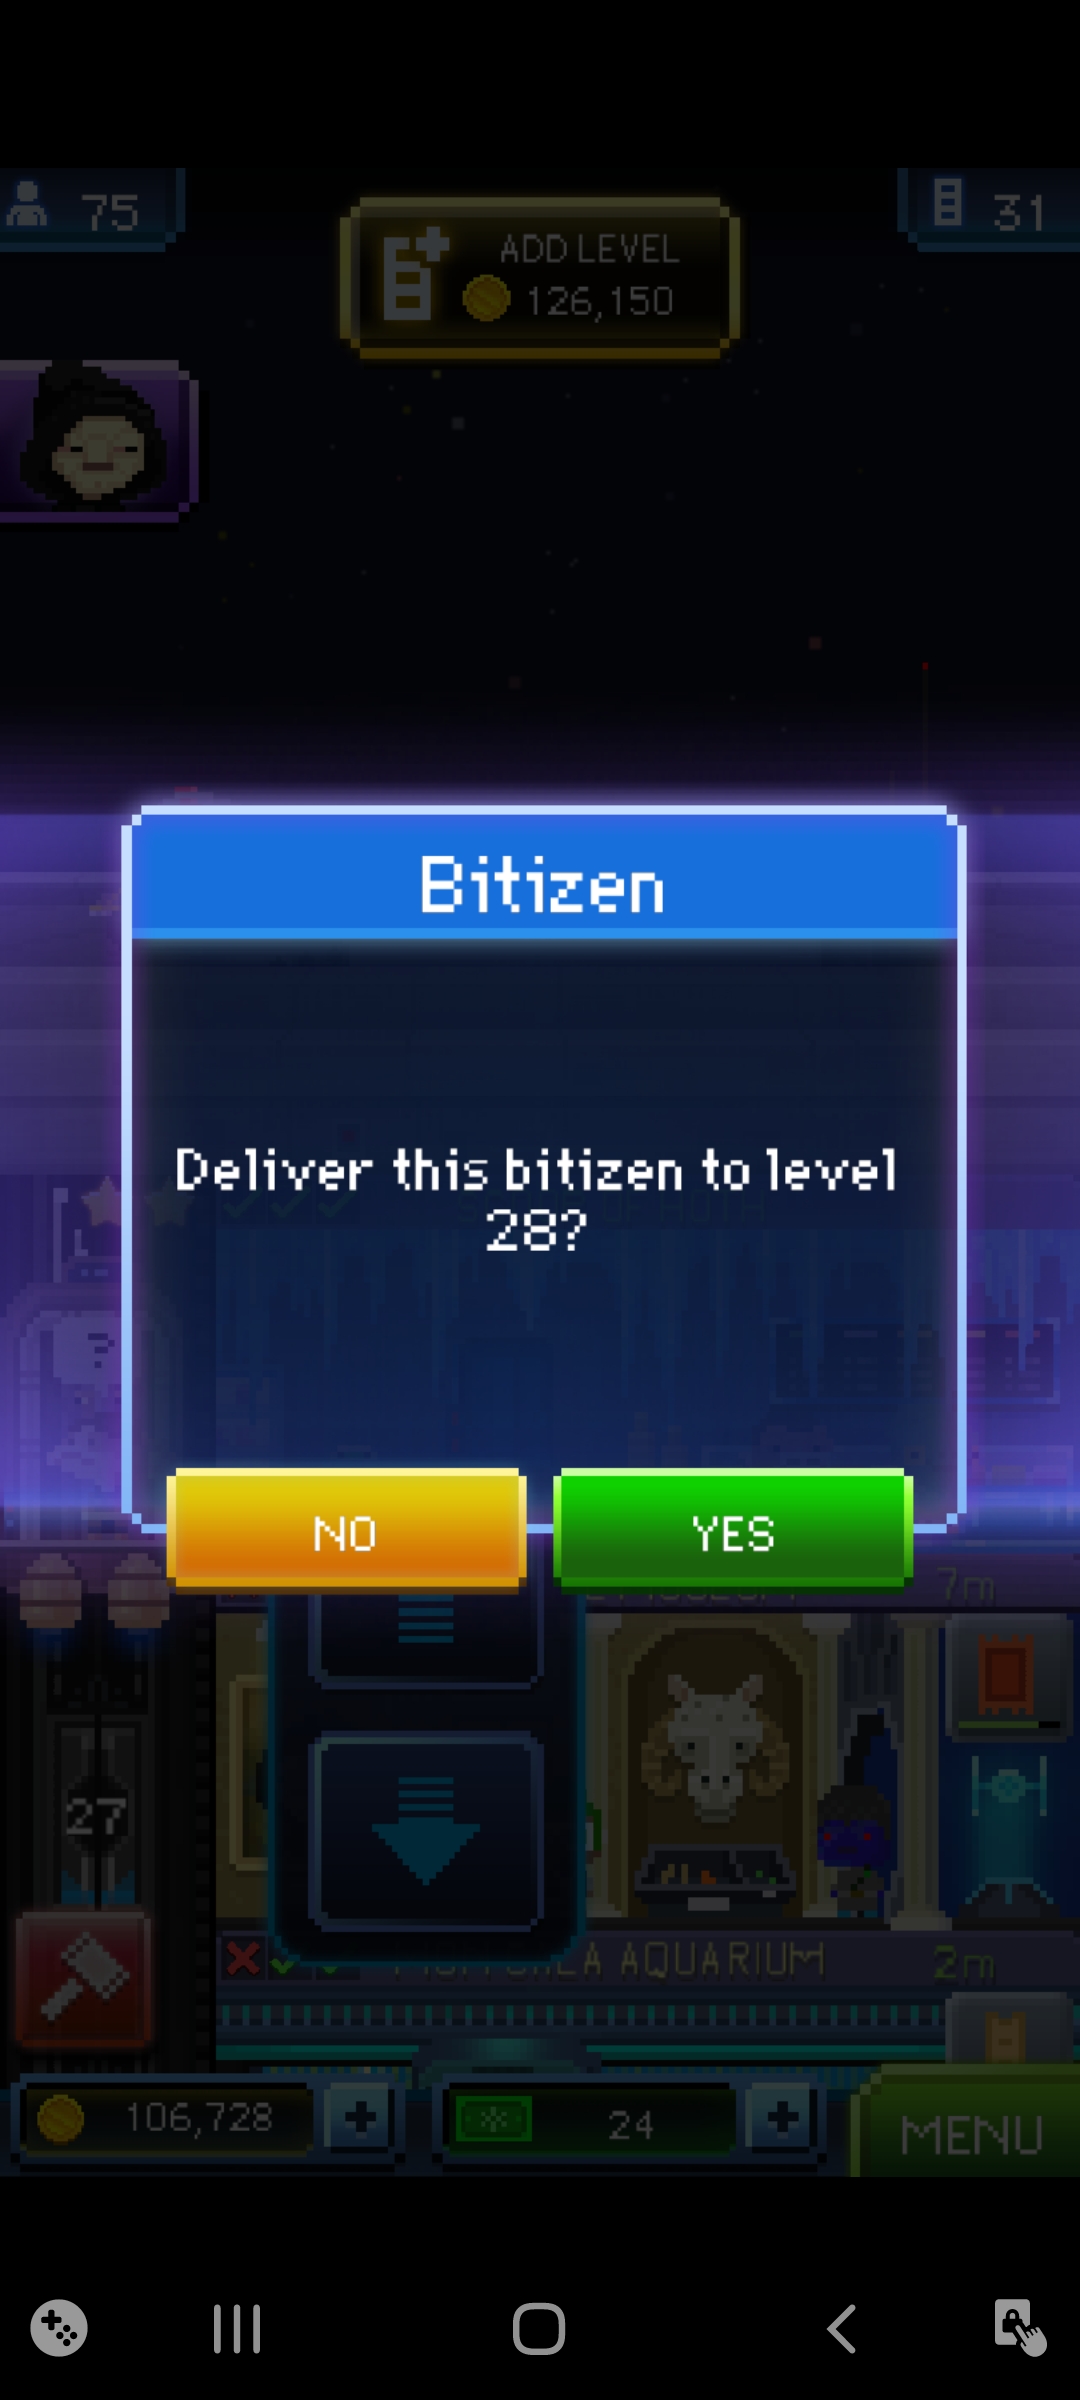 75
31
ADD LEVEL
126,150
Bitizen
Deliver this bitizen to level
28?
NO
YES
7m
27
AQUARIUM
2m
106,728
24
MENU